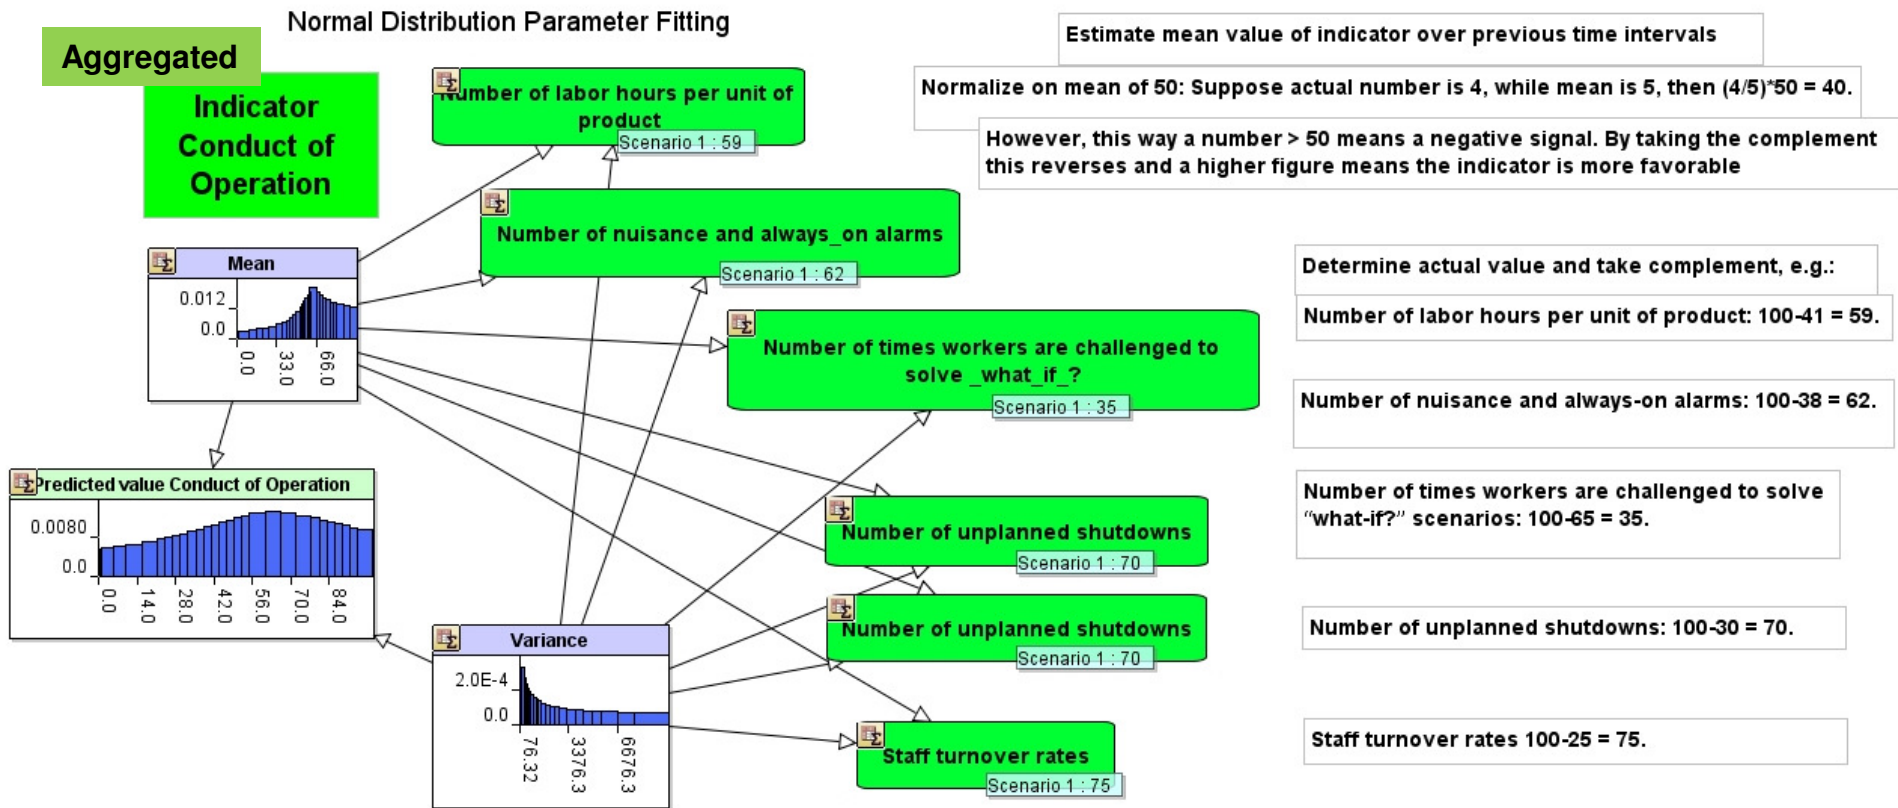 Normal Distribution Parameter Fitting
Aggregated
Indicator
Conduct of
Operation
Number of labor hours per unit of
product
Scenario 1 : 59
Number of nuisance and always_on alarms
Scenario 1 : 62
Number of times workers are challenged to
solve _what_if_?
Scenario 1 : 35
Number of unplanned shutdowns
Scenario 1 : 70
Number of unplanned shutdowns
Scenario 1 : 70
Staff turnover rates
Scenario 1 : 75
Mean
0.012
0.0
0.0
33.0
66.0
Predicted value Conduct of Operation
0.0080
0.0
0.0
14.0
28.0
42.0
56.0
70.0
84.0
Variance
2.0E-4
0.0
76.32
3376.3
6676.3
Estimate mean value of indicator over previous time intervals
Normalize on mean of 50: Suppose actual number is 4, while mean is 5, then (4/5)*50 = 40.
However, this way a number > 50 means a negative signal. By taking the complement
this reverses and a higher figure means the indicator is more favorable
Determine actual value and take complement, e.g.:
Number of labor hours per unit of product: 100-41 = 59.
Number of nuisance and always-on alarms: 100-38 = 62.
Number of times workers are challenged to solve
“what-if?” scenarios: 100-65 = 35.
Number of unplanned shutdowns: 100-30 = 70.
Staff turnover rates 100-25 = 75.